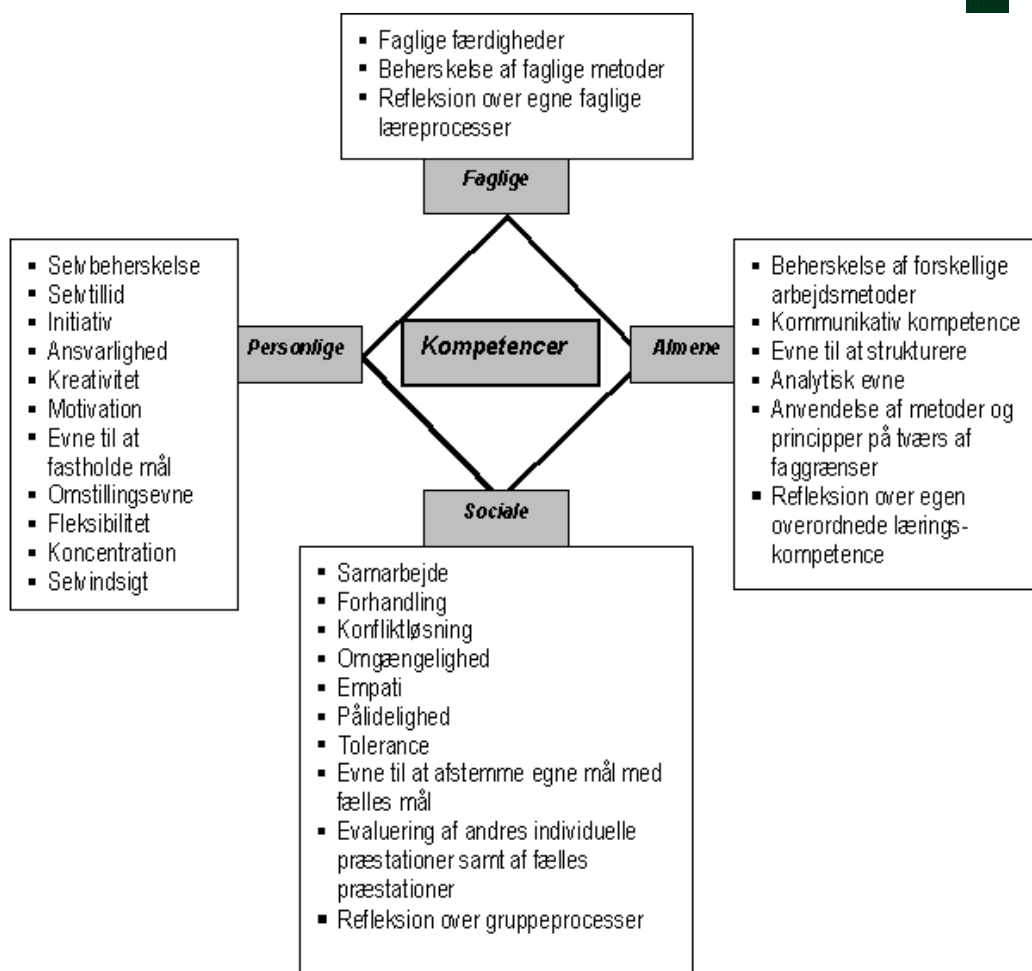 ▪ Faglige færdigheder
▪ Beherskelse af faglige metoder
▪ Refleksion over egne faglige
læreprocesser
Faglige
▪ Selvbeherskelse
▪ Selvtillid
▪ Initiativ
▪ Ansvarlighed
▪ Kreativitet
▪ Motivation
▪ Evne til at
fastholde mål
▪ Omstillingsevne
▪ Fleksibilitet
▪ Koncentration
▪ Selvindsigt
Personlige
Kompetencer
Almene
▪ Beherskelse af forskellige
arbejdsmetoder
▪ Kommunikativ kompetence
▪ Evne til at strukturere
▪ Analytisk evne
▪ Anvendelse af metoder og
principper på tværs af
faggrænser
▪ Refleksion over egen
overordnede lærings-
kompetence
Sociale
▪ Samarbejde
▪ Forhandling
▪ Konfliktløsning
▪ Omgængelighed
▪ Empati
▪ Pålidelighed
▪ Tolerance
▪ Evne til at afstemme egne mål med
fælles mål
▪ Evaluering af andres individuelle
præstationer samt af fælles
præstationer
▪ Refleksion over gruppeprocesser